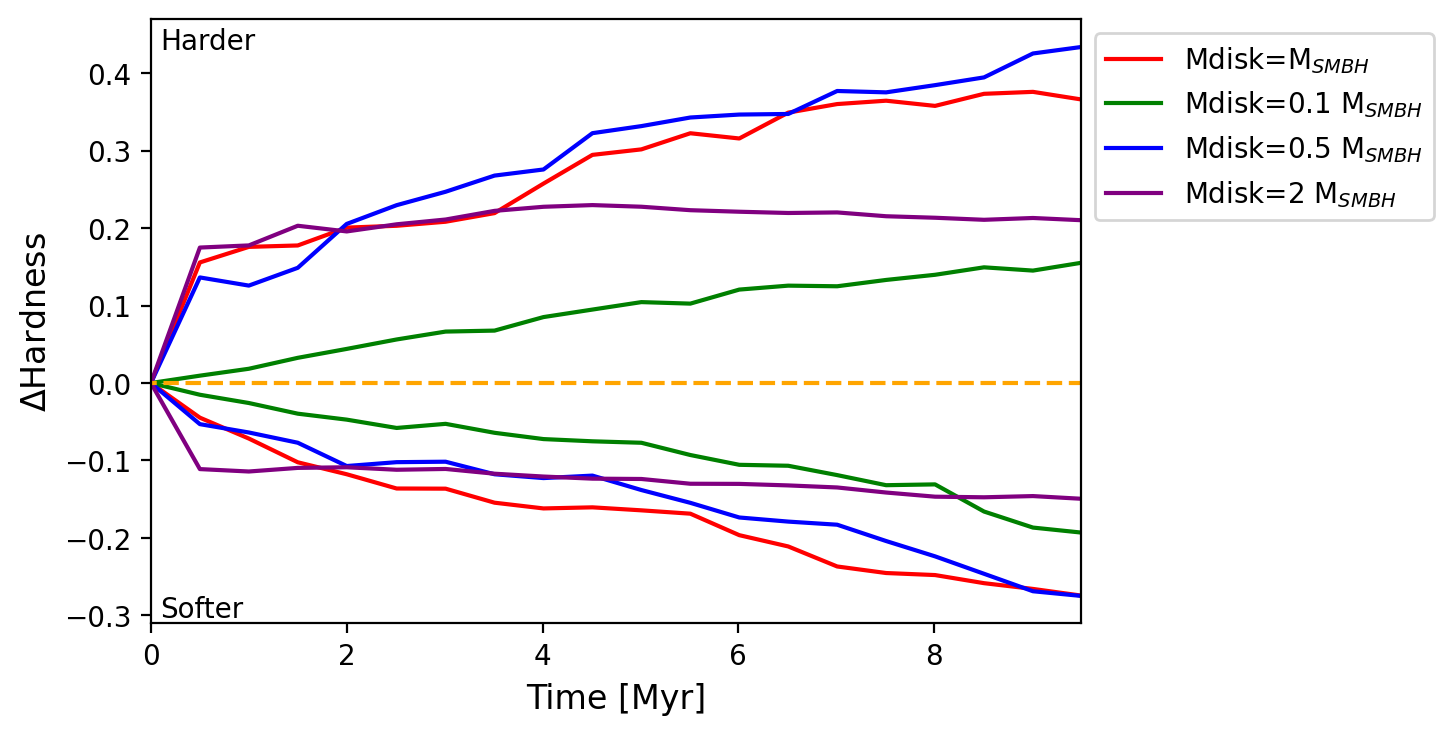 Harder
Mdisk=M_SMBH
Mdisk=0.1 M_SMBH
Mdisk=0.5 M_SMBH
Mdisk=2 M_SMBH
0.4
0.3
0.2
0.1
0.0
−0.1
−0.2
−0.3
ΔHardness
Softer
0 2 4 6 8
Time [Myr]